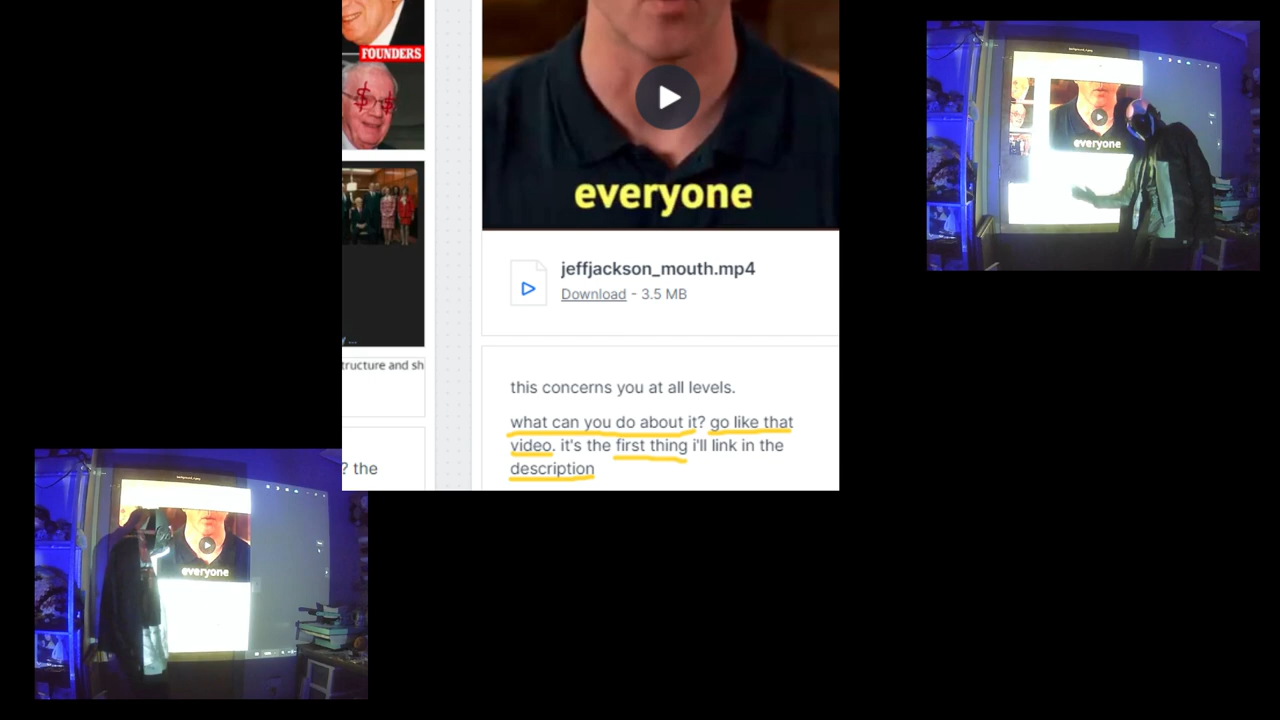 FOUNDERS
$ $
everyone
jeffjackson_mouth.mp4
Download - 3.5 MB
tructure and sh
? the
this concerns you at all levels.
what can you do about it? go like that
video. it's the first thing i'll link in the
description
everyone
everyone